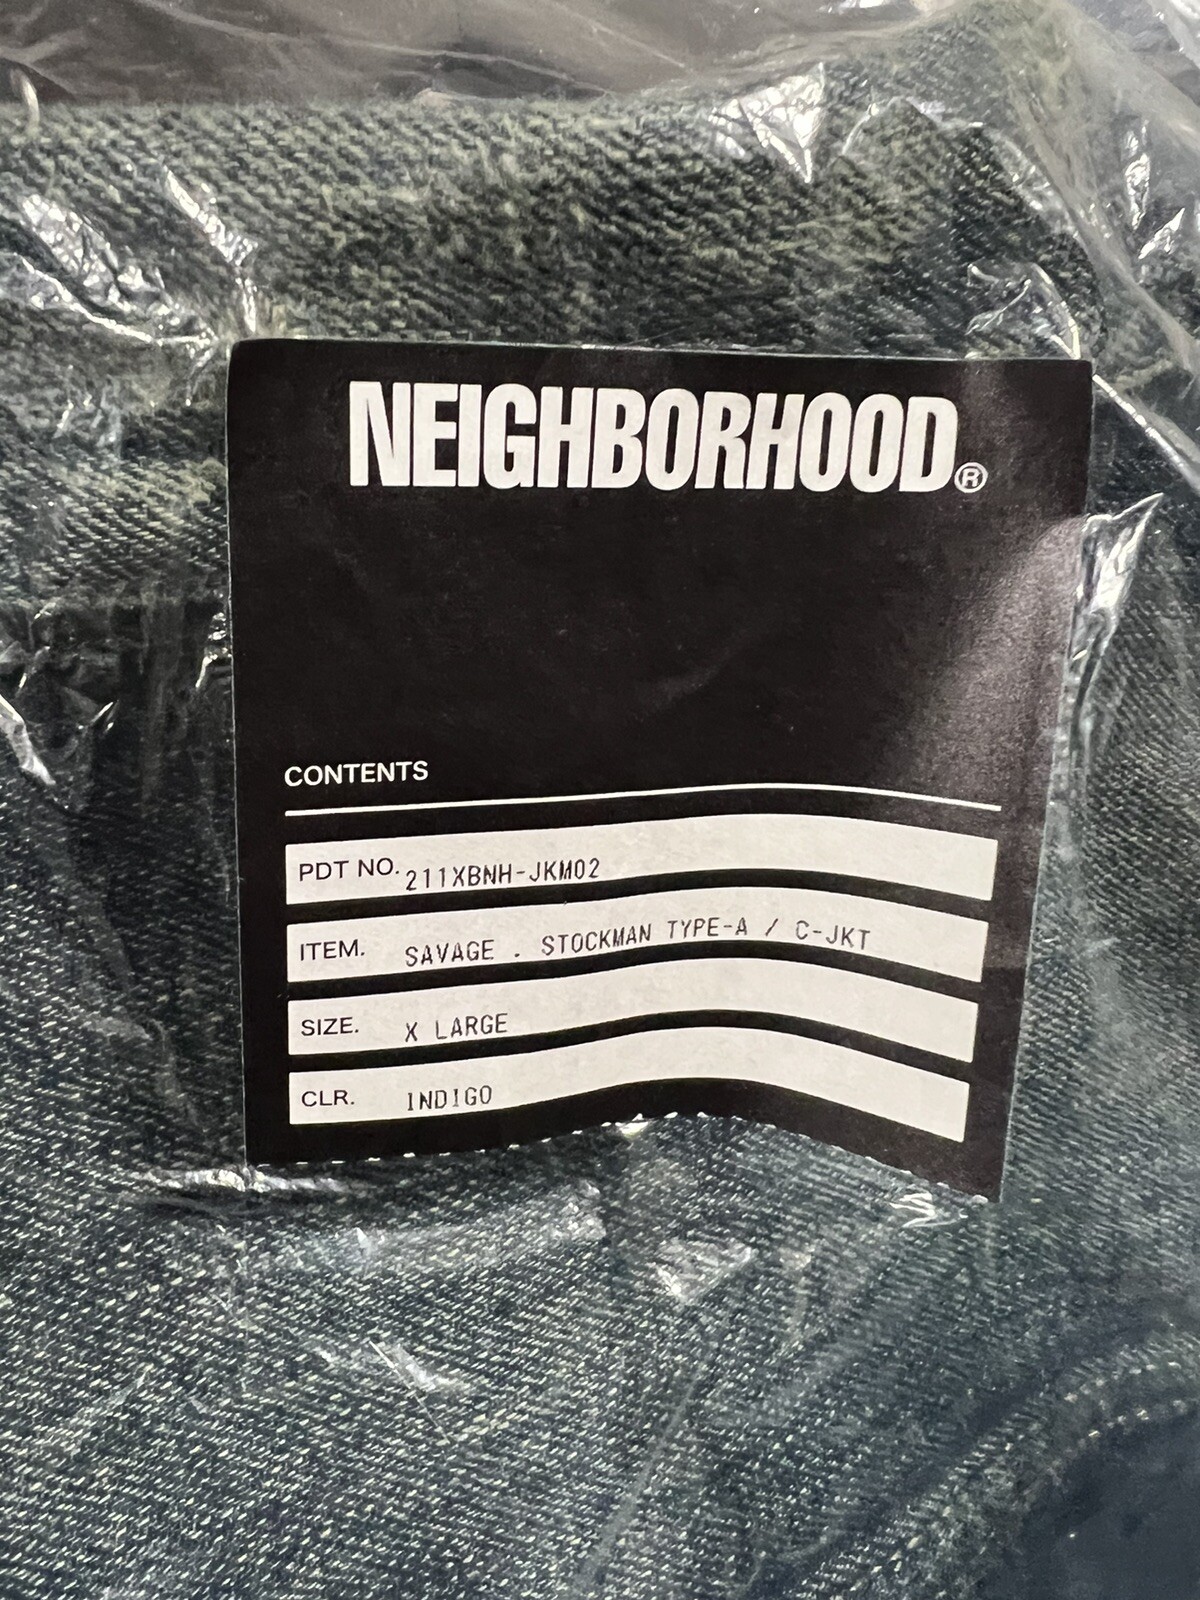 NEIGHBORHOOD®
CONTENTS
PDT NO. 211XBNH-JKM02
ITEM. SAVAGE . STOCKMAN TYPE-A / C-JKT
SIZE. X LARGE
CLR. INDIGO